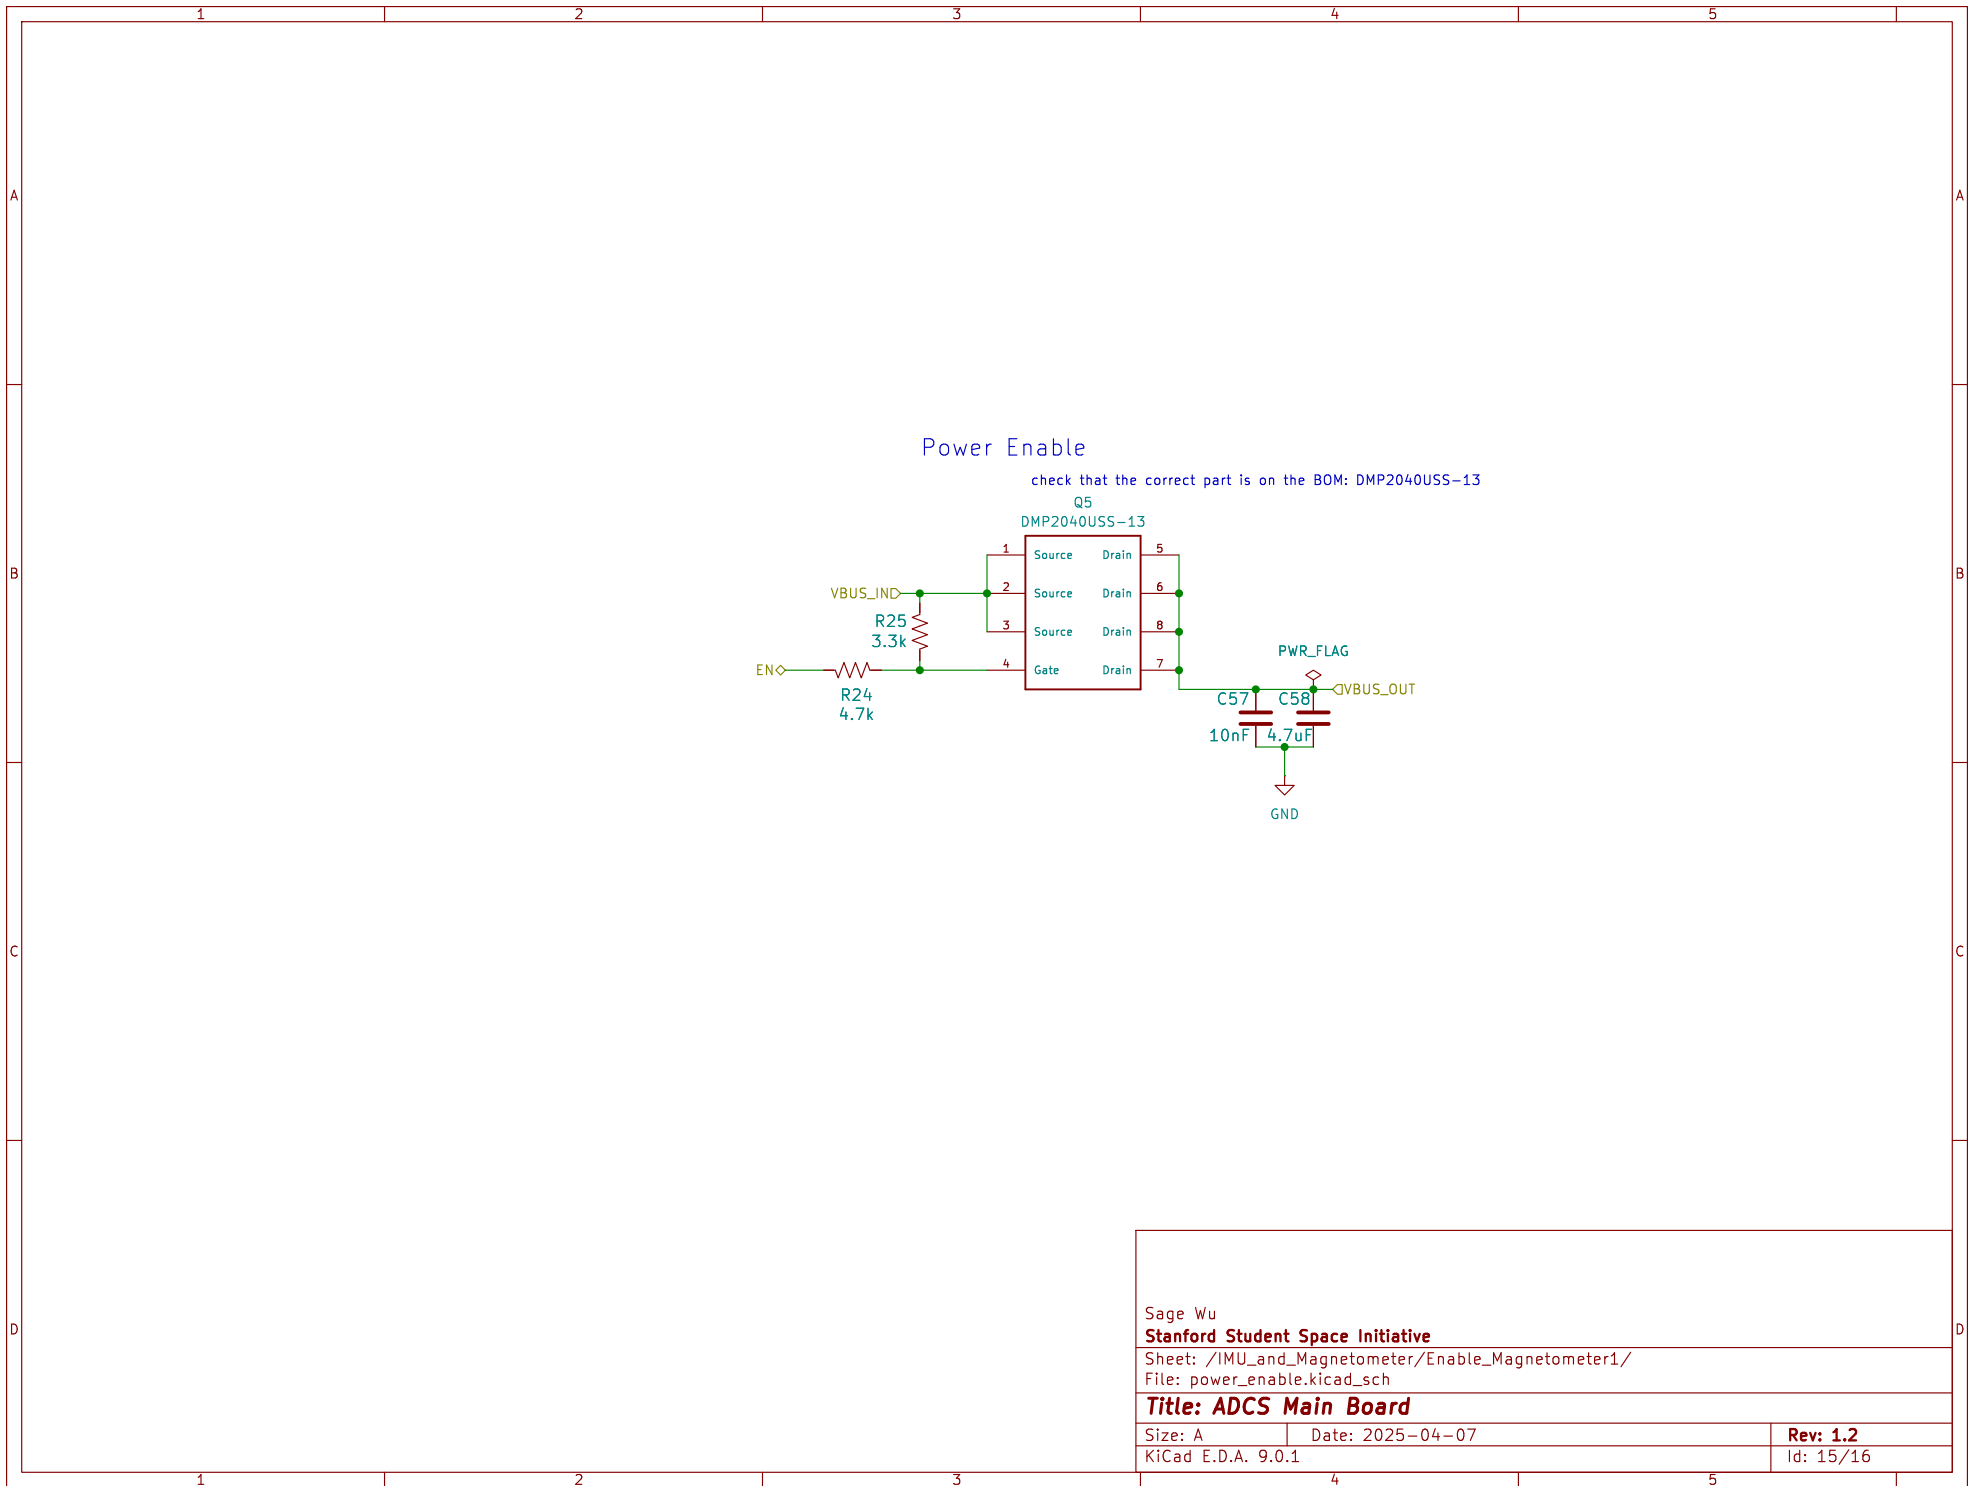 1 2 3 4 5
A A
Power Enable
check that the correct part is on the BOM: DMP2040USS-13
Q5
DMP2040USS-13
1 Source Drain 5
B B
VBUS_IN 2 Source Drain 6
R25
3.3k
3 Source Drain 8
PWR_FLAG
EN 4 Gate Drain 7
R24
4.7k
C57 C58 VBUS_OUT
10nF 4.7uF
GND
C C
Sage Wu
Stanford Student Space Initiative
D D
Sheet: /IMU_and_Magnetometer/Enable_Magnetometer1/
File: power_enable.kicad_sch
Title: ADCS Main Board
Size: A Date: 2025-04-07 Rev: 1.2
KiCad E.D.A. 9.0.1 Id: 15/16
1 2 3 4 5